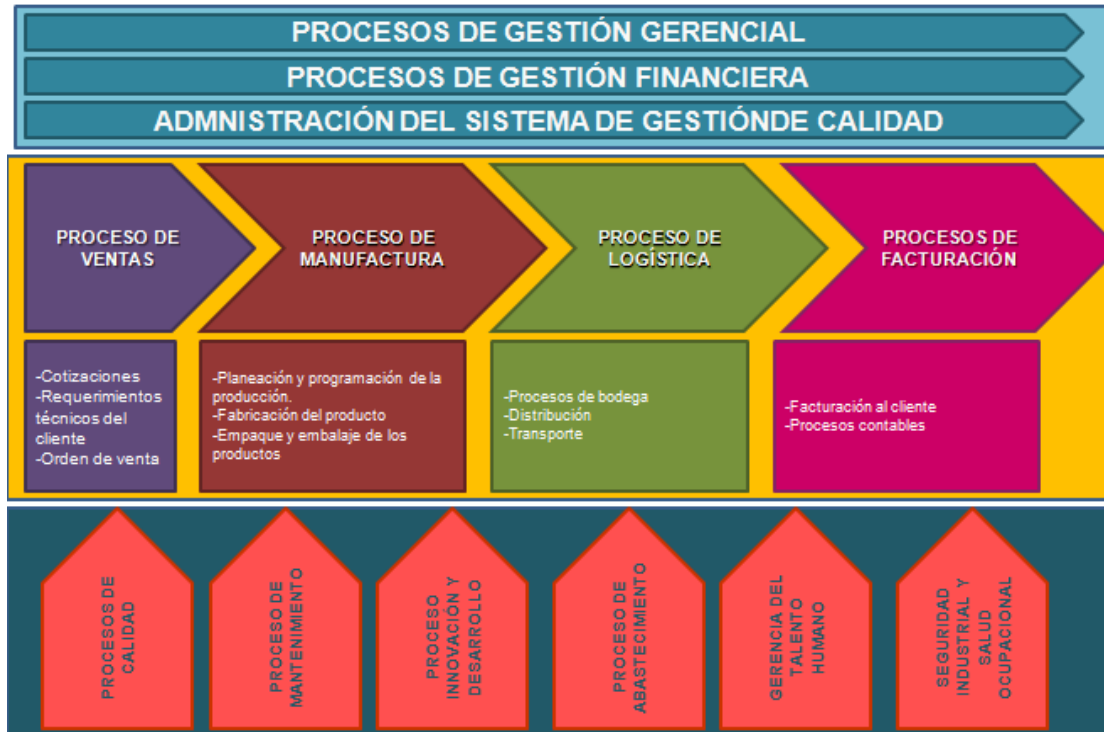 PROCESOS DE GESTIÓN GERENCIAL
PROCESOS DE GESTIÓN FINANCIERA
ADMNISTRACIÓN DEL SISTEMA DE GESTIÓNDE CALIDAD
PROCESO DE
VENTAS
PROCESO DE
MANUFACTURA
PROCESO DE
LOGÍSTICA
PROCESOS DE
FACTURACIÓN
-Cotizaciones
-Requerimientos
técnicos del
cliente
-Orden de venta
-Planeación y programación de la
producción.
-Fabricación del producto
-Empaque y embalaje de los
productos
-Procesos de bodega
-Distribución
-Transporte
-Facturación al cliente
-Procesos contables
PROCESOS DE
CALIDAD
PROCESO DE
MANTENIMIENTO
PROCESO
INNOVACIÓN Y
DESARROLLO
PROCESO DE
ABASTECIMIENTO
GERENCIA DEL
TALENTO
HUMANO
SEGURIDAD
INDUSTRIAL Y
SALUD
OCUPACIONAL